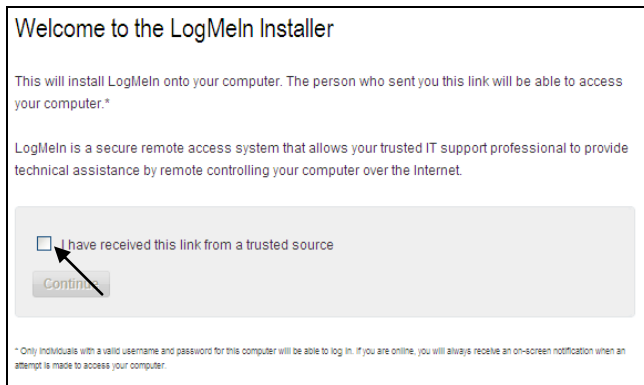 Welcome to the LogMeIn Installer
This will install LogMeIn onto your computer. The person who sent you this link will be able to access
your computer.*
LogMeIn is a secure remote access system that allows your trusted IT support professional to provide
technical assistance by remote controlling your computer over the Internet.
I have received this link from a trusted source
Continue
* Only individuals with a valid username and password for this computer will be able to log in. If you are online, you will always receive an on-screen notification when an
attempt is made to access your computer.